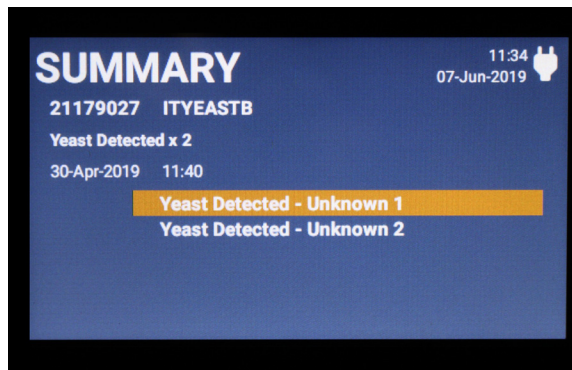 SUMMARY
11:34
07-Jun-2019
21179027 ITYEASTB
Yeast Detected x 2
30-Apr-2019 11:40
Yeast Detected - Unknown 1
Yeast Detected - Unknown 2